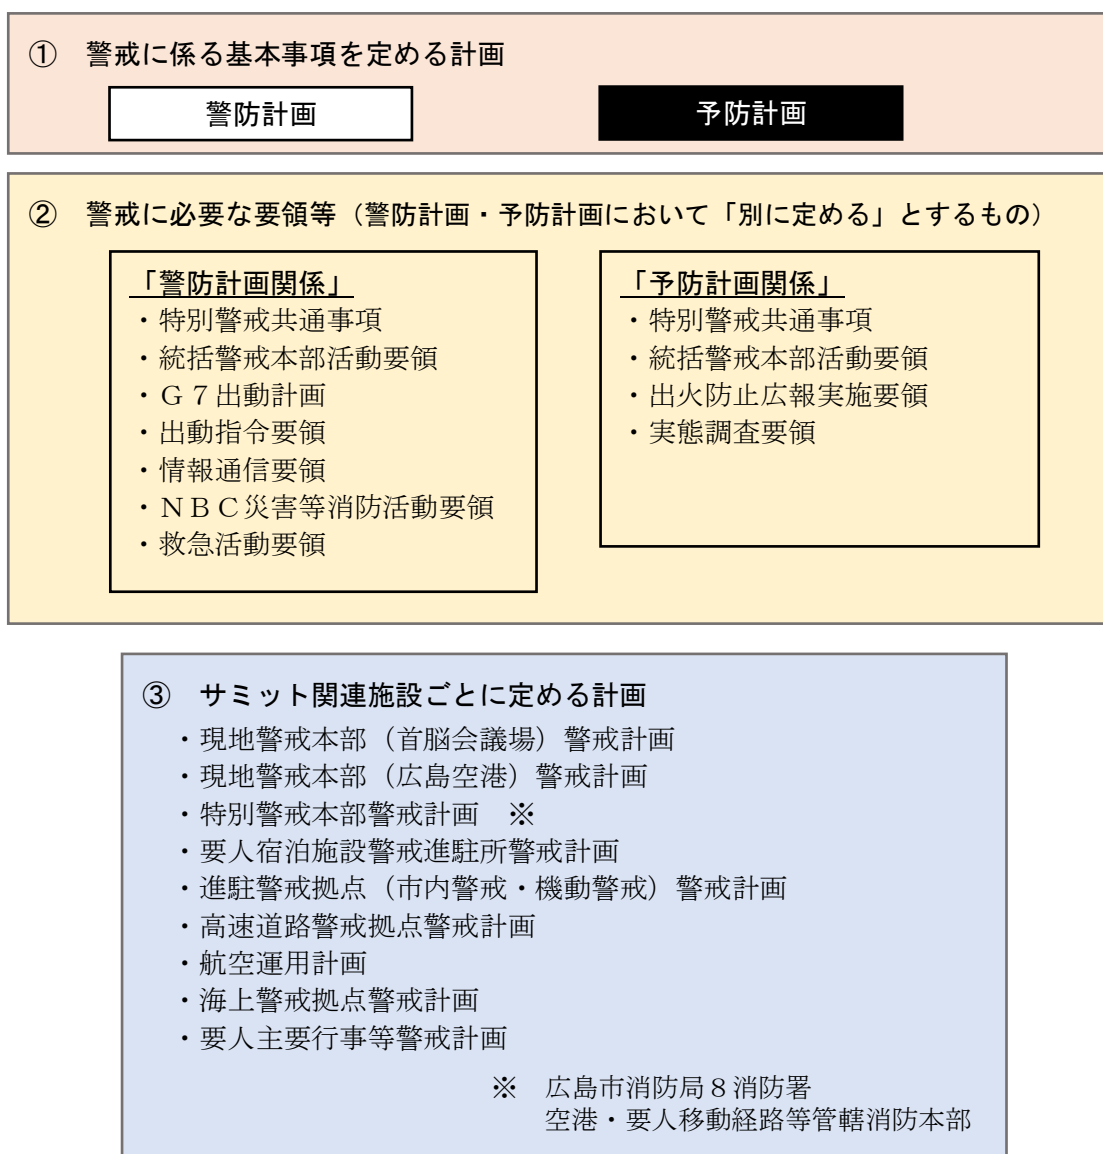 ①　警戒に係る基本事項を定める計画
警防計画
予防計画
②　警戒に必要な要領等（警防計画・予防計画において「別に定める」とするもの）
「警防計画関係」
・特別警戒共通事項
・統括警戒本部活動要領
・Ｇ７出動計画
・出動指令要領
・情報通信要領
・ＮＢＣ災害等消防活動要領
・救急活動要領
「予防計画関係」
・特別警戒共通事項
・統括警戒本部活動要領
・出火防止広報実施要領
・実態調査要領
③　サミット関連施設ごとに定める計画
・現地警戒本部（首脳会議場）警戒計画
・現地警戒本部（広島空港）警戒計画
・特別警戒本部警戒計画　※
・要人宿泊施設警戒進駐所警戒計画
・進駐警戒拠点（市内警戒・機動警戒）警戒計画
・高速道路警戒拠点警戒計画
・航空運用計画
・海上警戒拠点警戒計画
・要人主要行事等警戒計画
※　広島市消防局８消防署
空港・要人移動経路等管轄消防本部